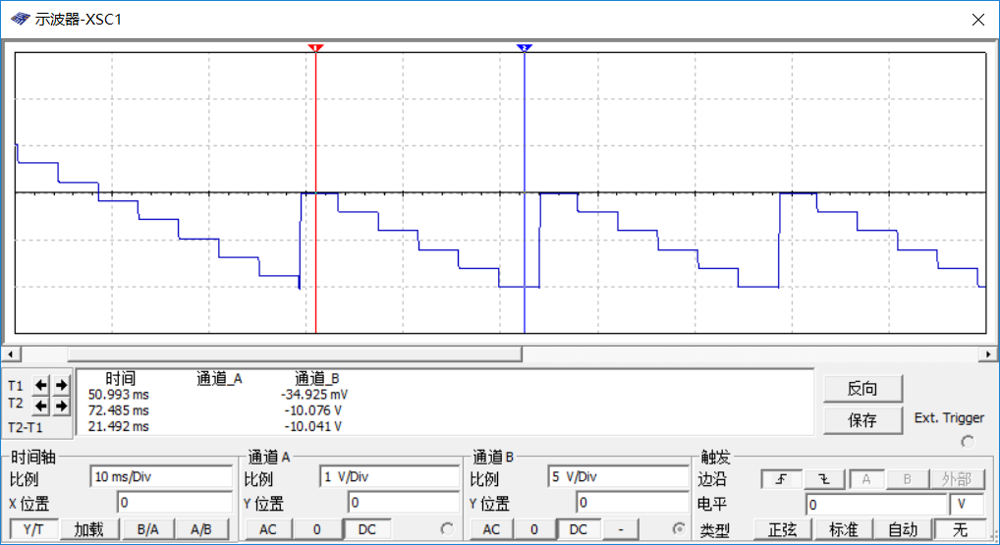 示波器-XSC1
1
2
时间 通道_A 通道_B
T1 50.993 ms -34.925 mV
T2 72.485 ms -10.076 V
T2-T1 21.492 ms -10.041 V
反向
保存
Ext. Trigger
时间轴
比例 10 ms/Div
X 位置 0
Y/T 加载 B/A A/B
通道 A
比例 1 V/Div
Y 位置 0
AC 0 DC
通道 B
比例 5 V/Div
Y 位置 0
AC 0 DC -
触发
边沿 A B 外部
电平 0 V
类型 正弦 标准 自动 无